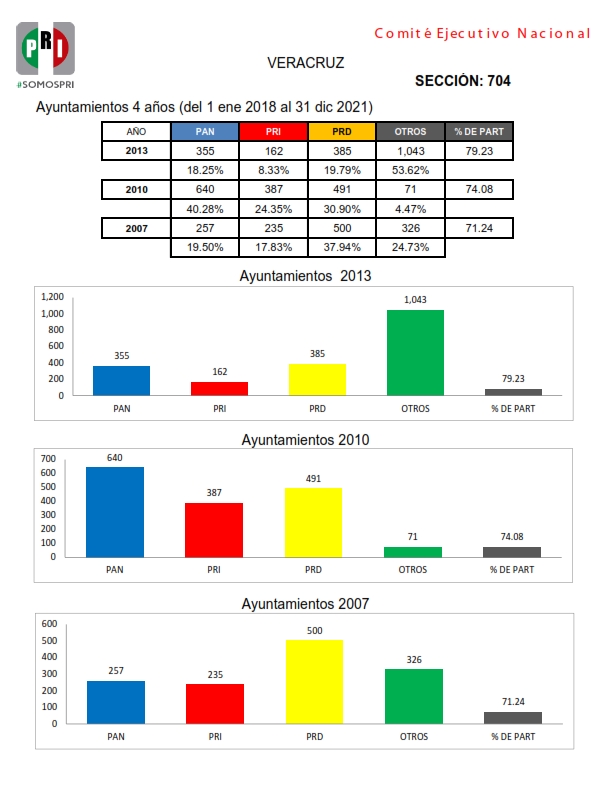 PRI
#SOMOSPRI
Comité Ejecutivo Nacional
VERACRUZ
SECCIÓN: 704
Ayuntamientos 4 años (del 1 ene 2018 al 31 dic 2021)
AÑO PAN PRI PRD OTROS % DE PART
2013 355 162 385 1,043 79.23
18.25% 8.33% 19.79% 53.62%
2010 640 387 491 71 74.08
40.28% 24.35% 30.90% 4.47%
2007 257 235 500 326 71.24
19.50% 17.83% 37.94% 24.73%
Ayuntamientos 2013
1,200
1,000
800
600
400
200
0
355
162
385
1,043
79.23
PAN PRI PRD OTROS % DE PART
Ayuntamientos 2010
700
600
500
400
300
200
100
0
640
387
491
71
74.08
PAN PRI PRD OTROS % DE PART
Ayuntamientos 2007
600
500
400
300
200
100
0
257
235
500
326
71.24
PAN PRI PRD OTROS % DE PART